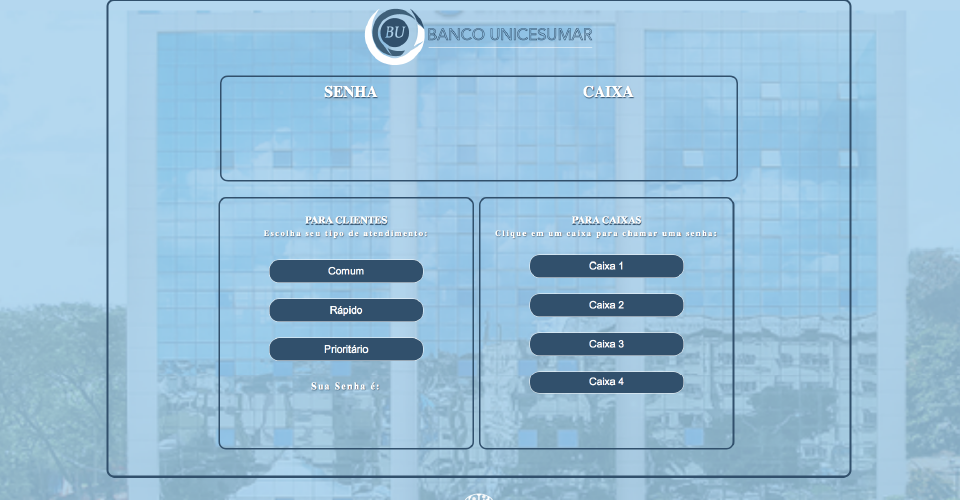 BU BANCO UNICESUMAR
SENHA CAIXA
PARA CLIENTES
Escolha seu tipo de atendimento:
Comum
Rápido
Prioritário
Sua Senha é:
PARA CAIXAS
Clique em um caixa para chamar uma senha:
Caixa 1
Caixa 2
Caixa 3
Caixa 4